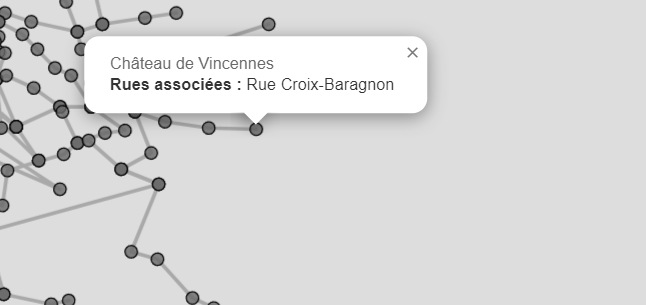 Château de Vincennes
Rues associées : Rue Croix-Baragnon